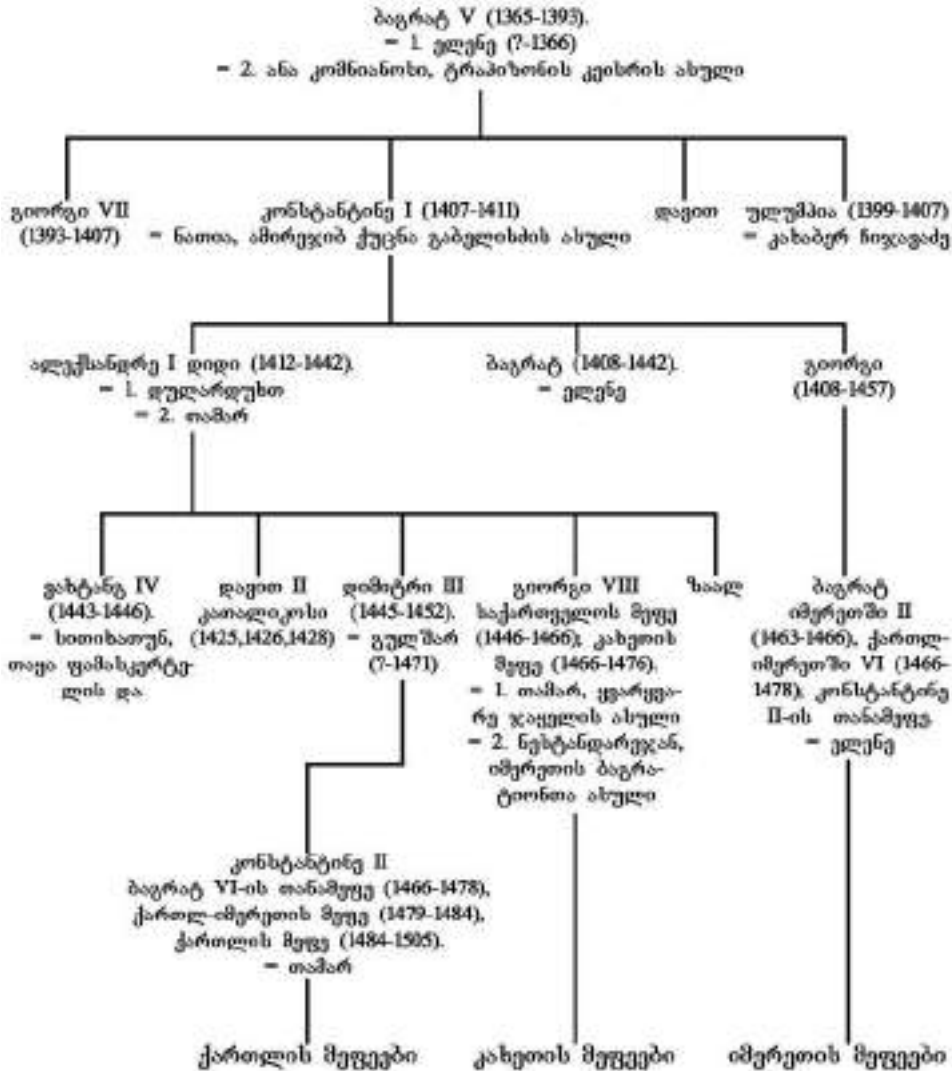 ბაგრატ V (1365-1393).
= 1. ელენე (?-1366)
= 2. ანა კომნიანოსი, ტრაპიზონის კეისრის ასული
გიორგი VII
(1393-1407)
კონსტანტინე I (1407-1411)
= ნათია, ამირეჯიბ ქუცნა გაბელისძის ასული
დავით
ულუმპია (1399-1407)
= კახაბერ ჩიჯავაძე
ალექსანდრე I დიდი (1412-1442).
= 1. დულარდუხტ
= 2. თამარ
ბაგრატ (1408-1442).
= ელენე
გიორგი
(1408-1457)
ვახტანგ IV
(1443-1446).
= სითიხათუნ,
თაყა ფამასკერტე-
ლის და
დავით II
კათალიკოსი
(1425,1426,1428)
დიმიტრი III
(1445-1452).
= გულშარ
(?-1471)
გიორგი VIII
საქართველოს მეფე
(1446-1466); კახეთის
მეფე (1466-1476).
= 1. თამარ, ყვარყვა-
რე ჯაყელის ასული
= 2. ნესტანდარეჯან,
იმერეთის ბაგრა-
ტიონთა ასული
ზაალ
ბაგრატ
იმერეთში II
(1463-1466), ქართლ-
იმერეთში VI (1466-
1478); კონსტანტინე
II-ის თანამეფე
= ელენე
კონსტანტინე II
ბაგრატ VI-ის თანამეფე (1466-1478),
ქართლ-იმერეთის მეფე (1479-1484),
ქართლის მეფე (1484-1505).
= თამარ
ქართლის მეფეები
კახეთის მეფეები
იმერეთის მეფეები